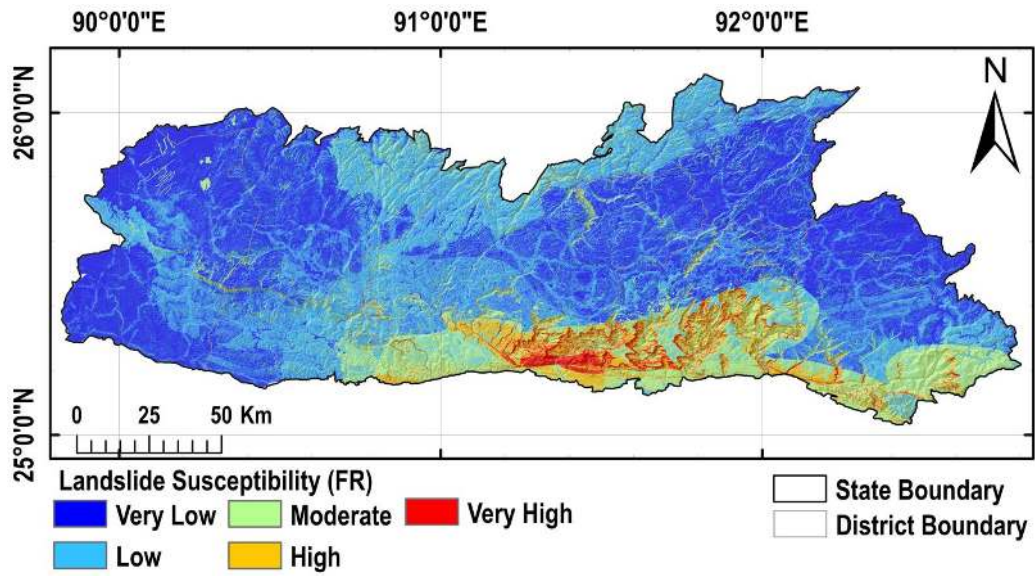 90°0'0"E 91°0'0"E 92°0'0"E
26°0'0"N
N
25°0'0"N
0 25 50 Km
Landslide Susceptibility (FR)
Very Low Moderate Very High
Low High
State Boundary
District Boundary